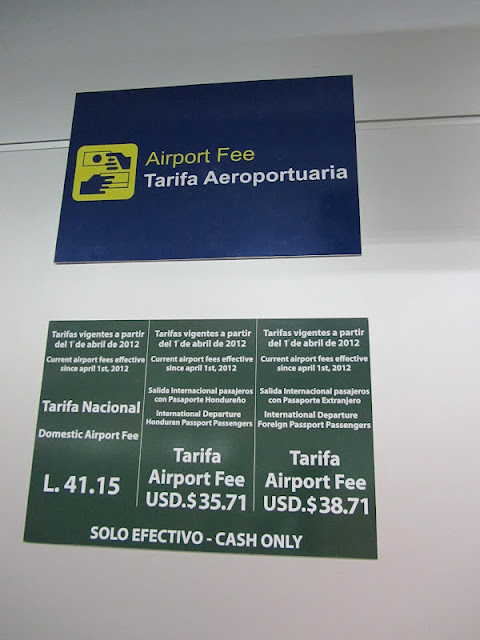 Airport Fee
Tarifa Aeroportuaria
Tarifas vigentes a partir
del 1° de abril de 2012
Current airport fees effective
since april 1st, 2012
Tarifa Nacional
Domestic Airport Fee
L. 41.15
Tarifas vigentes a partir
del 1° de abril de 2012
Current airport fees effective
since april 1st, 2012
Salida Internacional pasajeros
con Pasaporte Hondureño
International Departure
Honduran Passport Passengers
Tarifa
Airport Fee
USD.$35.71
Tarifas vigentes a partir
del 1° de abril de 2012
Current airport fees effective
since april 1st, 2012
Salida Internacional pasajeros
con Pasaporte Extranjero
International Departure
Foreign Passport Passengers
Tarifa
Airport Fee
USD.$38.71
SOLO EFECTIVO - CASH ONLY